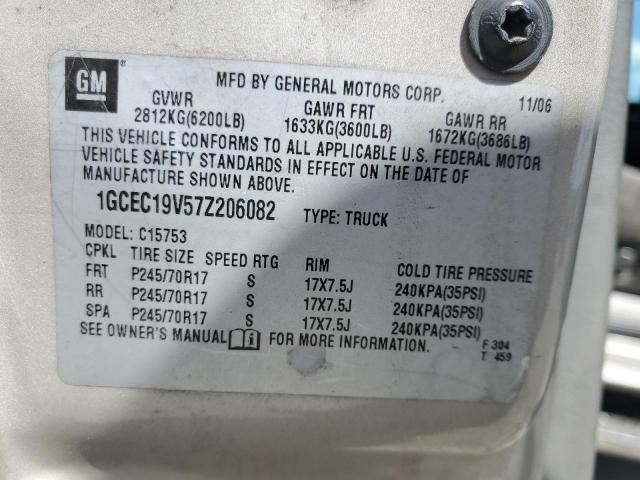 GM ®
MFD BY GENERAL MOTORS CORP. 11/06
GVWR GAWR FRT GAWR RR
2812KG(6200LB) 1633KG(3600LB) 1672KG(3686LB)
THIS VEHICLE CONFORMS TO ALL APPLICABLE U.S. FEDERAL MOTOR
VEHICLE SAFETY STANDARDS IN EFFECT ON THE DATE OF
MANUFACTURE SHOWN ABOVE.
1GCEC19V57Z206082 TYPE: TRUCK
MODEL: C15753
CPKL TIRE SIZE SPEED RTG RIM COLD TIRE PRESSURE
FRT P245/70R17 S 17X7.5J 240KPA(35PSI)
RR P245/70R17 S 17X7.5J 240KPA(35PSI)
SPA P245/70R17 S 17X7.5J 240KPA(35PSI)
SEE OWNER'S MANUAL FOR MORE INFORMATION.
F 304
T 459